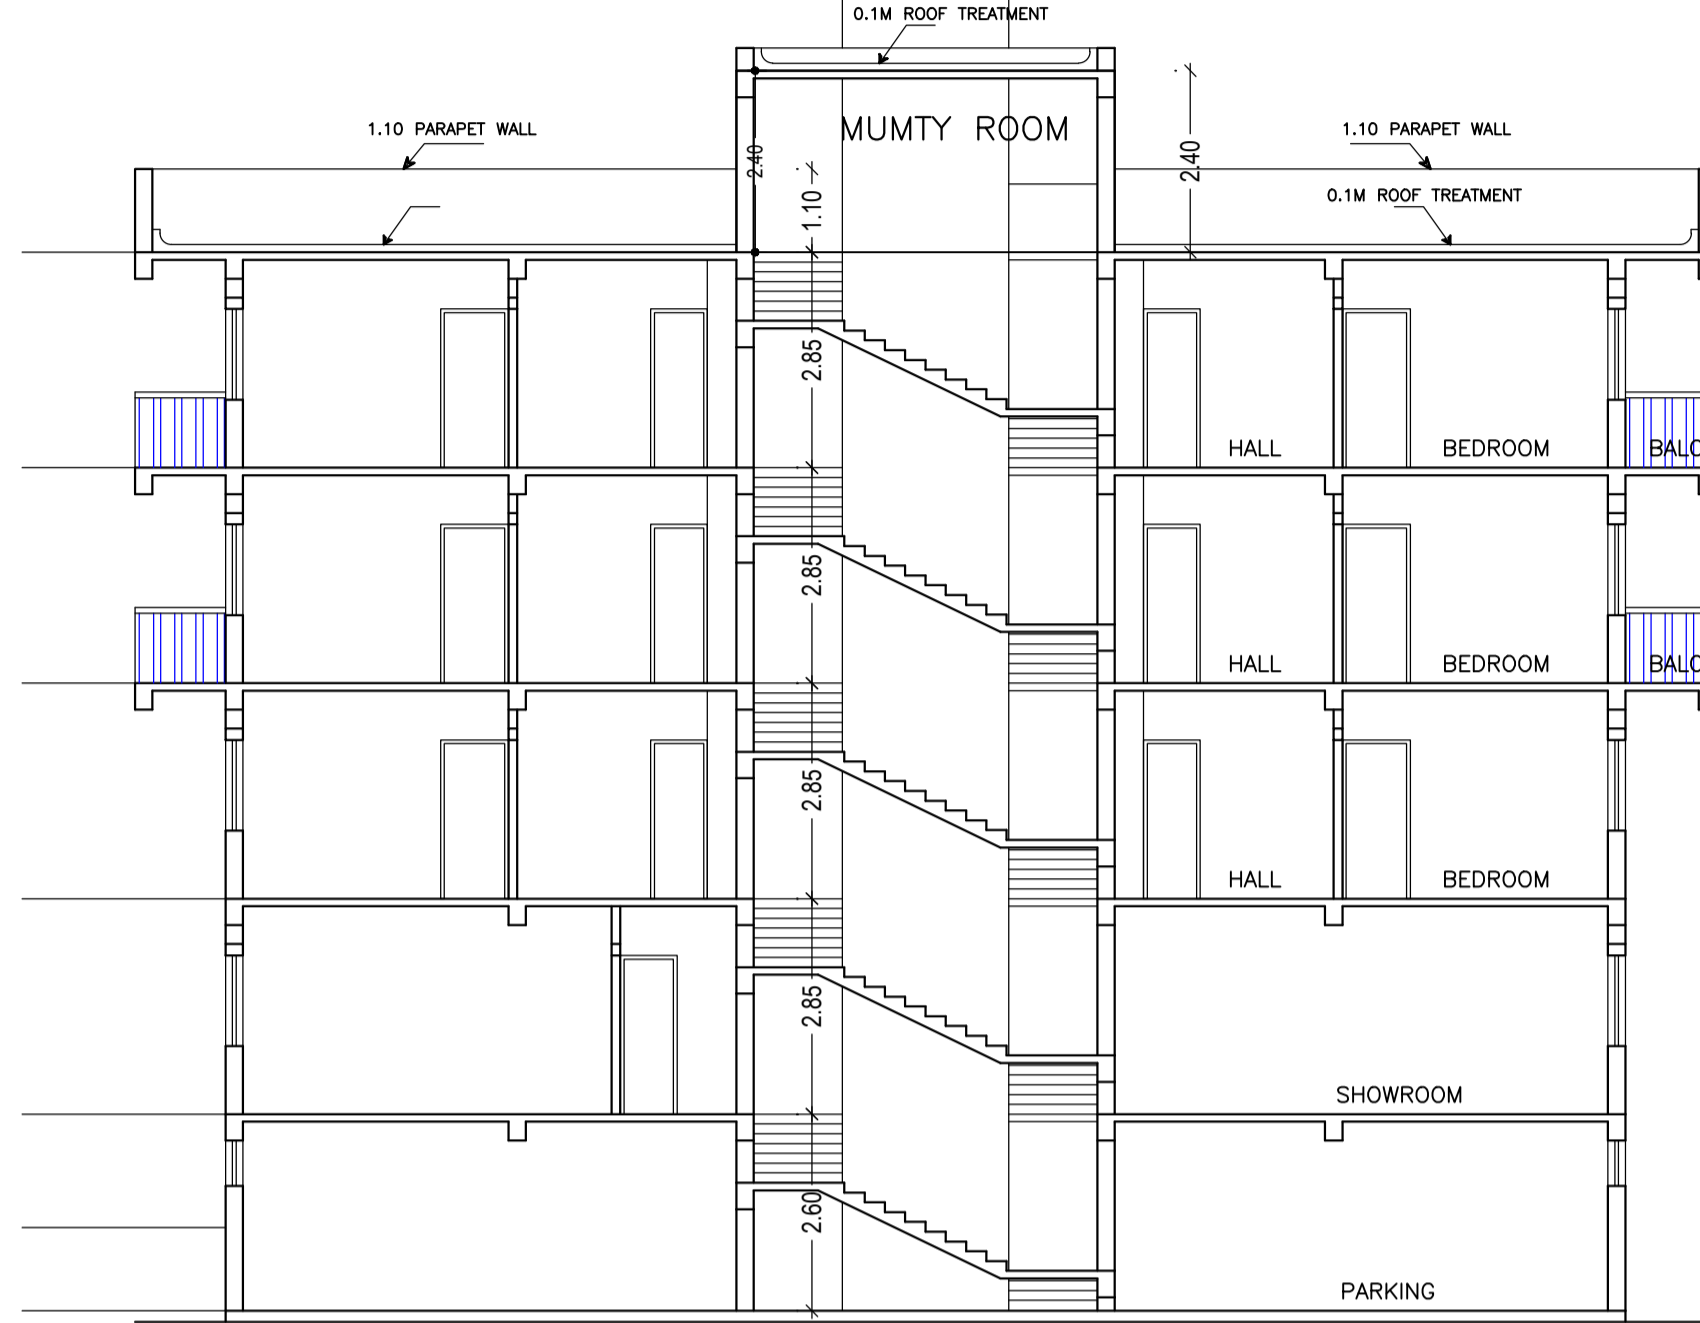 0.1M ROOF TREATMENT
1.10 PARAPET WALL
MUMTY ROOM
1.10 PARAPET WALL
2.40
2.40
1.10
0.1M ROOF TREATMENT
2.85
HALL
BEDROOM
BALC
2.85
HALL
BEDROOM
BALC
2.85
HALL
BEDROOM
2.85
SHOWROOM
2.60
PARKING